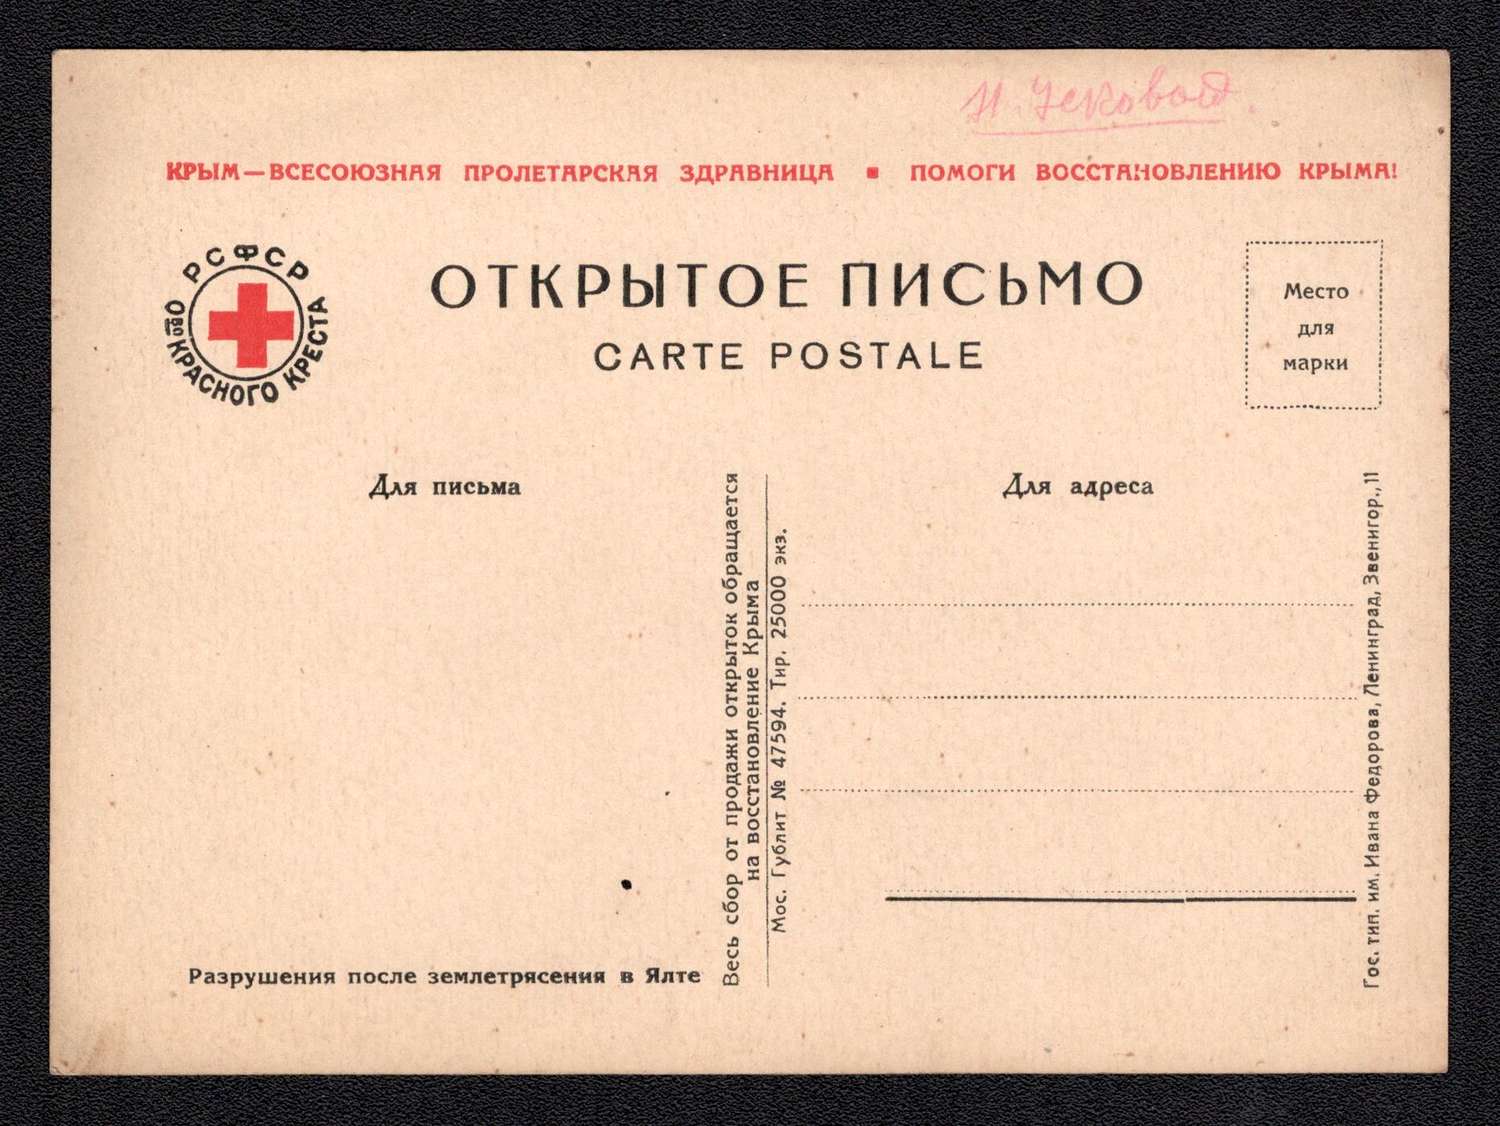 КРЫМ—ВСЕСОЮЗНАЯ ПРОЛЕТАРСКАЯ ЗДРАВНИЦА ▪ ПОМОГИ ВОССТАНОВЛЕНИЮ КРЫМА!
РСФСР
О-ВО КРАСНОГО КРЕСТА
ОТКРЫТОЕ ПИСЬМО
CARTE POSTALE
Место
для
марки
Для письма
Разрушения после землетрясения в Ялте
Весь сбор от продажи открыток обращается
на восстановление Крыма
Мос. Гублит № 47594. Тир. 25000 экз.
Для адреса
Гос. тип. им. Ивана Федорова, Ленинград, Звенигор., 11